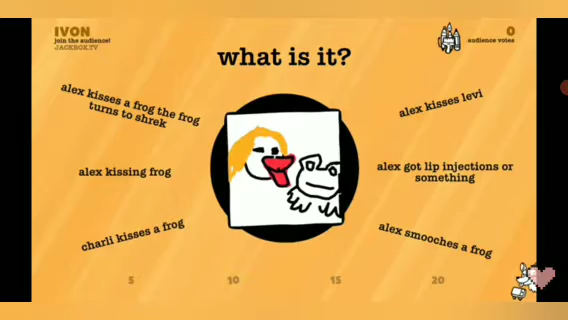 IVON
join the audience!
JACKBOX.TV
0
audience votes
what is it?
alex kisses a frog the frog
turns to shrek
alex kisses levi
alex kissing frog
alex got lip injections or
something
charli kisses a frog
alex smooches a frog
5
10
15
20